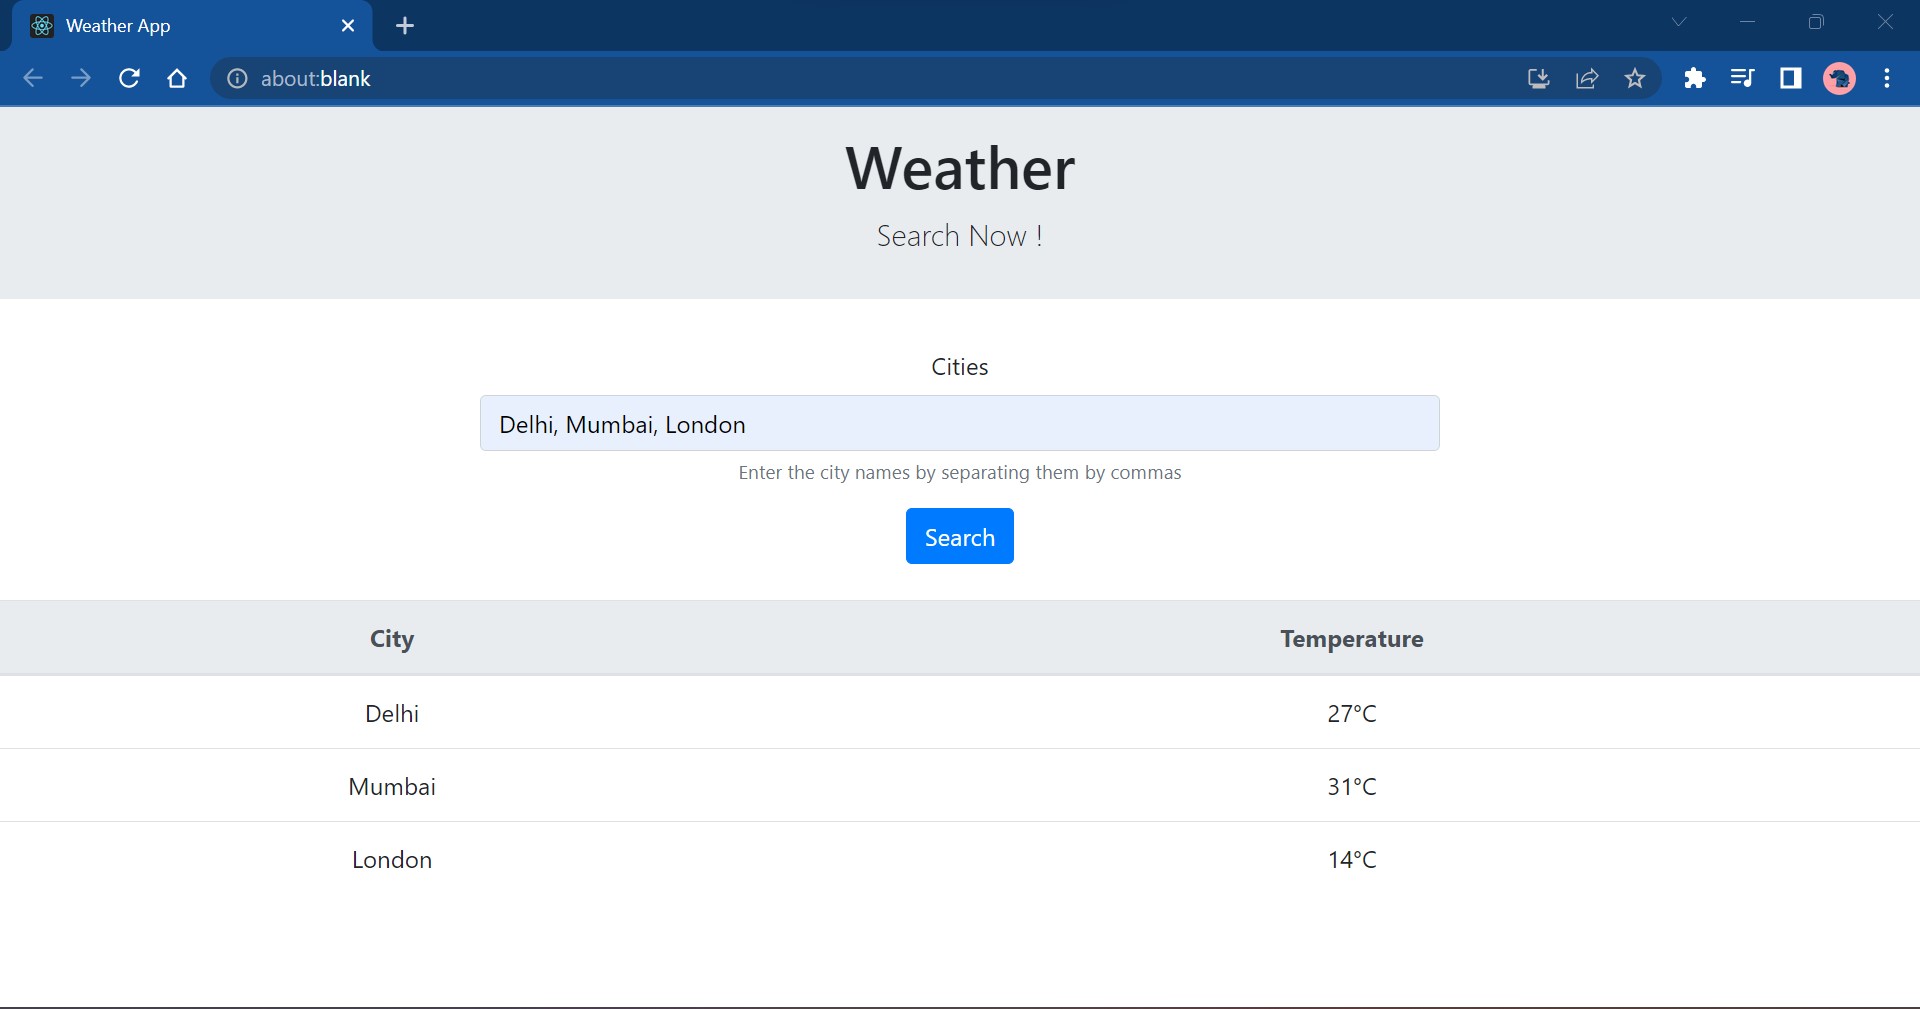 Weather App
about:blank
Weather
Search Now !
Cities
Delhi, Mumbai, London
Enter the city names by separating them by commas
Search
City Temperature
Delhi 27°C
Mumbai 31°C
London 14°C